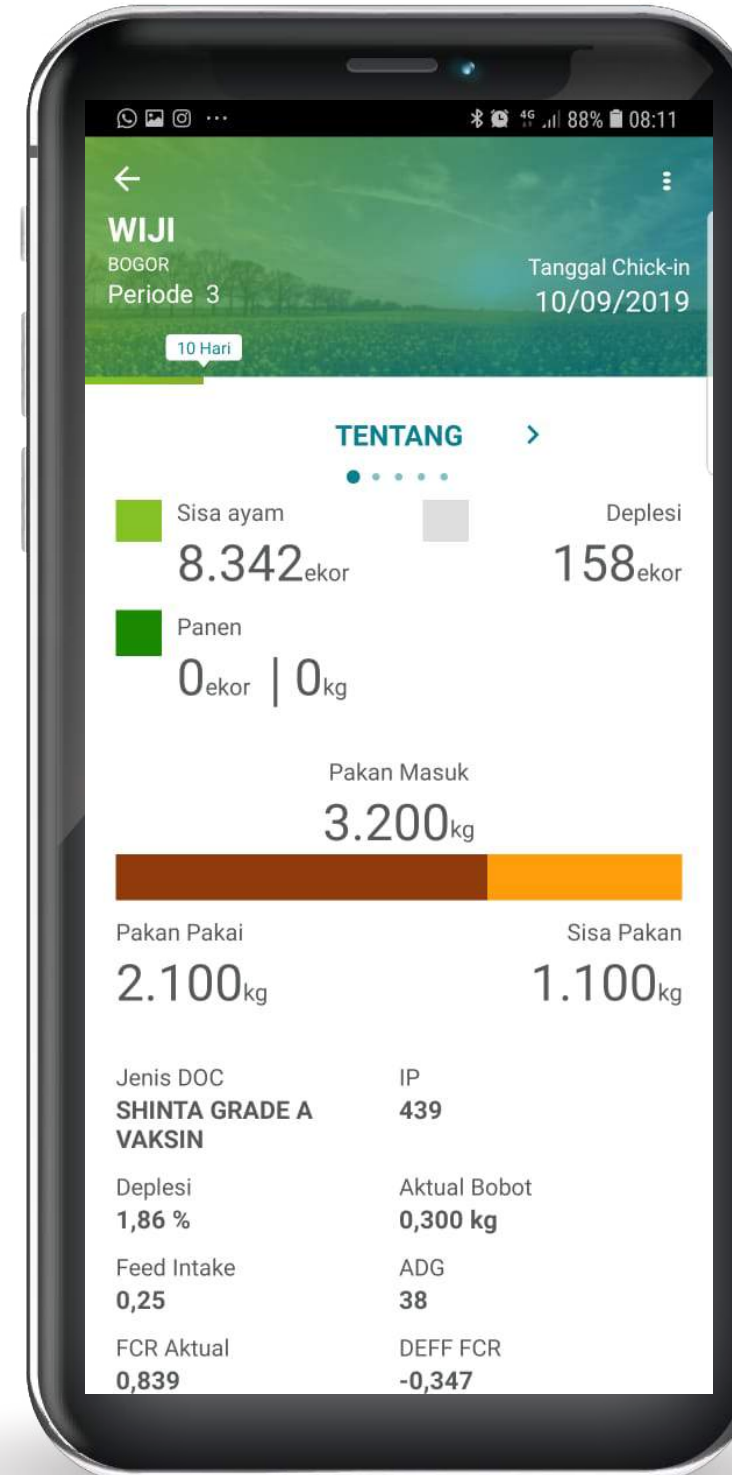 4G 88% 08:11
WIJI
BOGOR
Periode 3
Tanggal Chick-in
10/09/2019
10 Hari
TENTANG
Sisa ayam
8.342ekor
Deplesi
158ekor
Panen
0ekor | 0kg
Pakan Masuk
3.200kg
Pakan Pakai
2.100kg
Sisa Pakan
1.100kg
Jenis DOC
SHINTA GRADE A
VAKSIN
IP
439
Deplesi
1,86 %
Aktual Bobot
0,300 kg
Feed Intake
0,25
ADG
38
FCR Aktual
0,839
DEFF FCR
-0,347